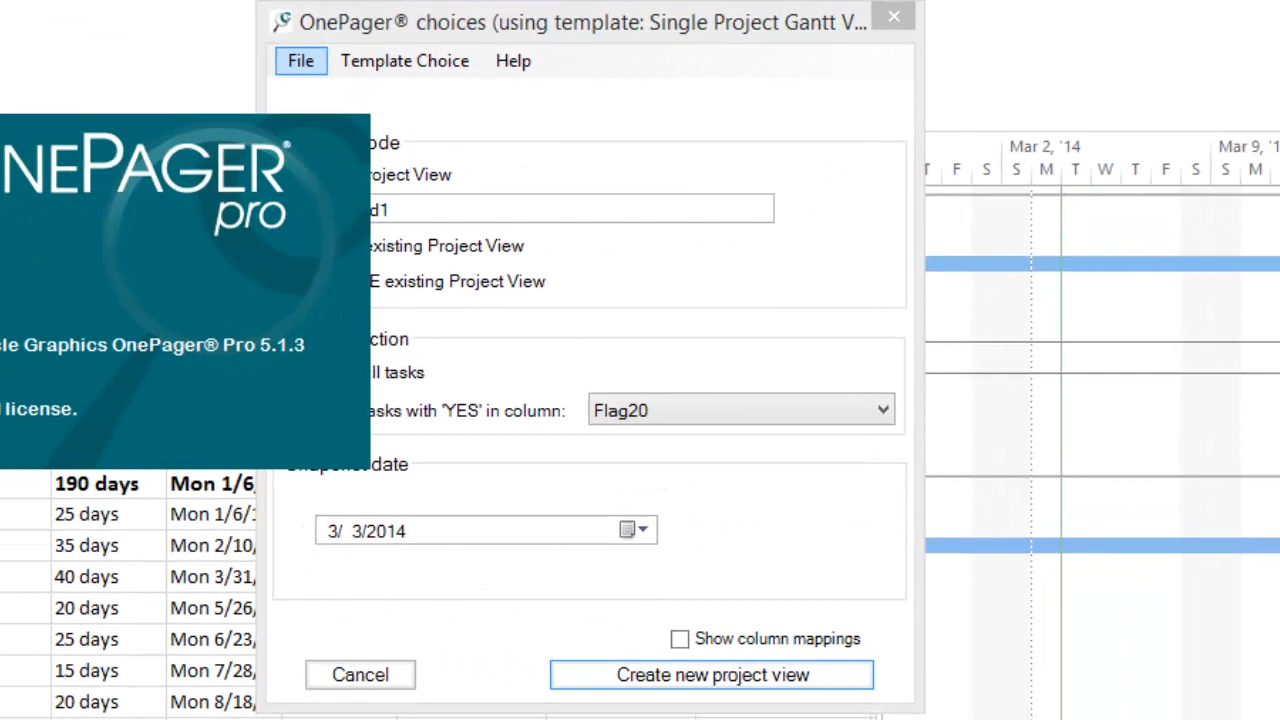 OnePager® choices (using template: Single Project Gantt V...
File Template Choice Help
NEPAGER®
pro
cle Graphics OnePager® Pro 5.1.3
license.
ode
roject View
d1
existing Project View
E existing Project View
ction
ll tasks
asks with 'YES' in column: Flag20
date
3/ 3/2014
Show column mappings
Cancel Create new project view
Mar 2, '14 Mar 9, '1
T F S S M T W T F S S M
190 days Mon 1/6/
25 days Mon 1/6/1
35 days Mon 2/10/
40 days Mon 3/31/
20 days Mon 5/26/
25 days Mon 6/23/
15 days Mon 7/28/
20 days Mon 8/18/